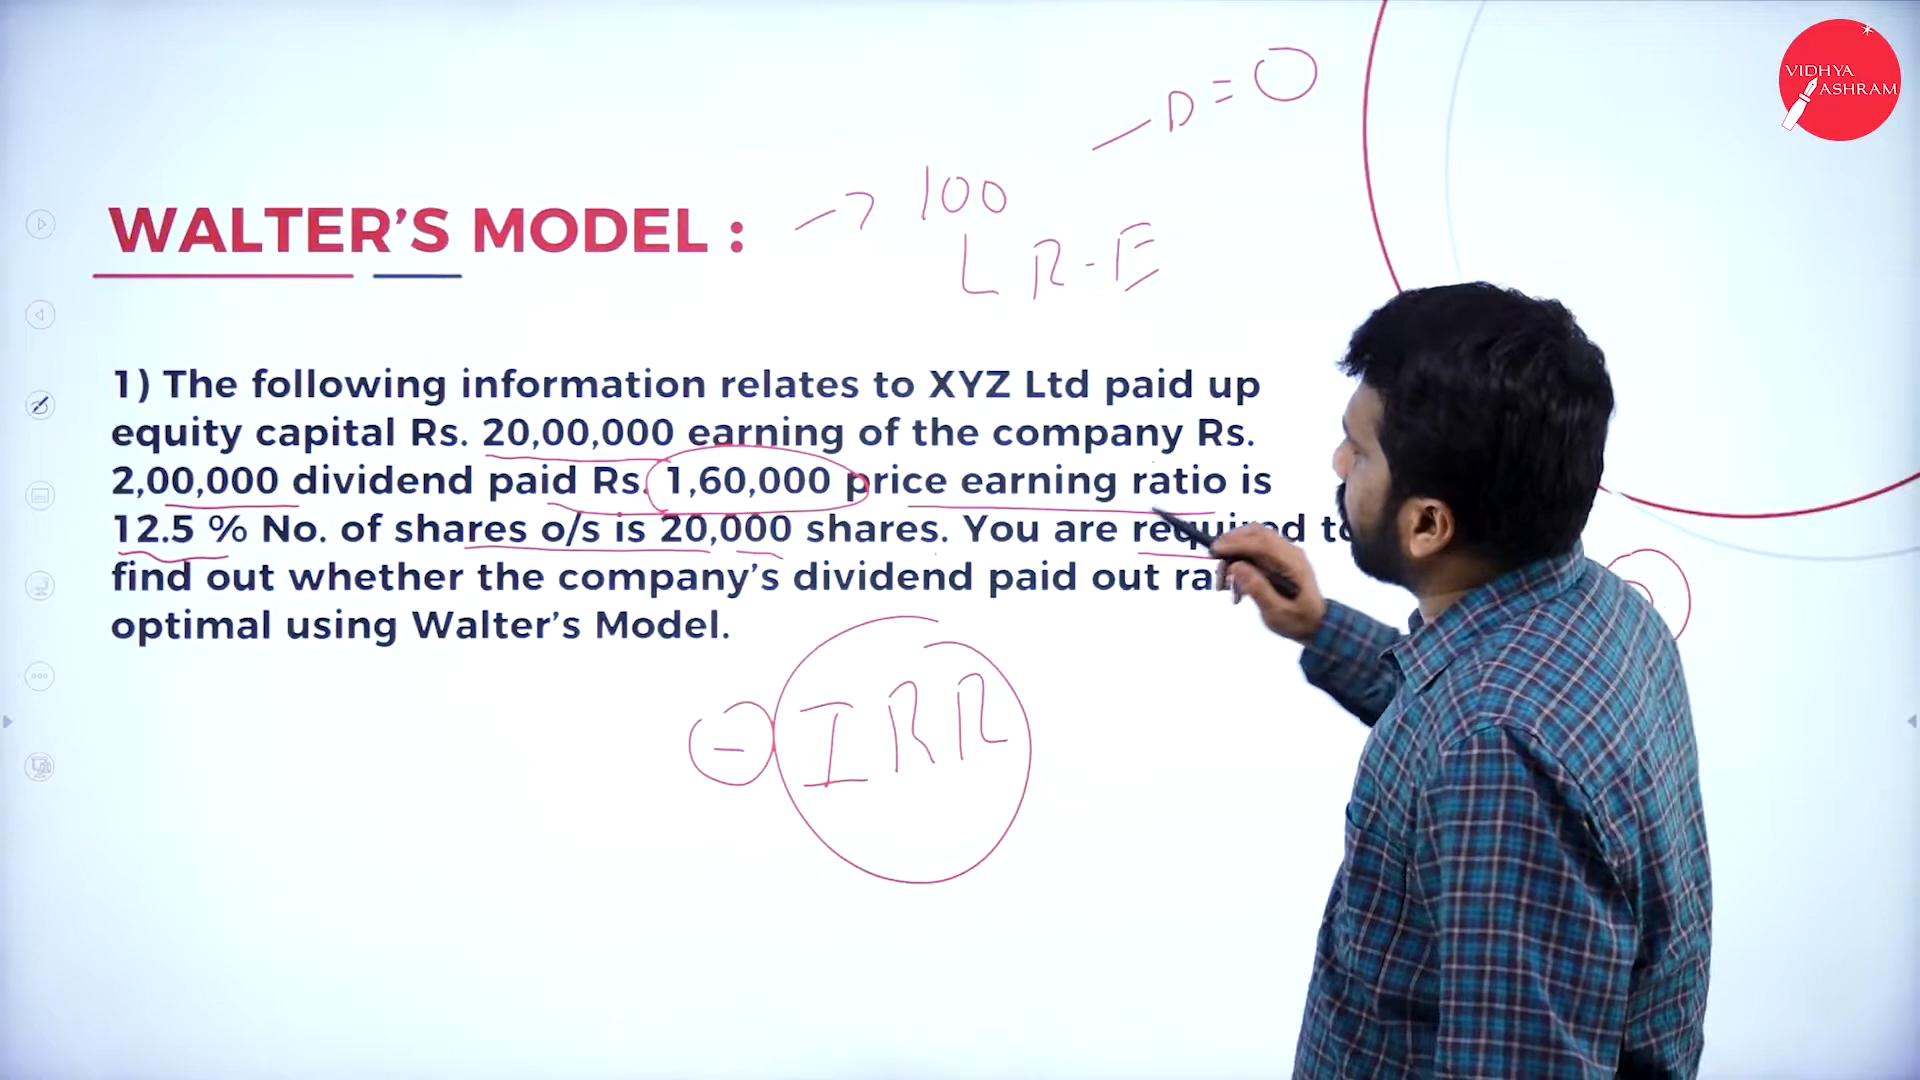 VIDHYA
ASHRAM
D = O
WALTER'S MODEL :
100
L R-E
1) The following information relates to XYZ Ltd paid up
equity capital Rs. 20,00,000 earning of the company Rs.
2,00,000 dividend paid Rs. 1,60,000 price earning ratio is
12.5 % No. of shares o/s is 20,000 shares. You are required to
find out whether the company's dividend paid out
optimal using Walter's Model.
- IRR